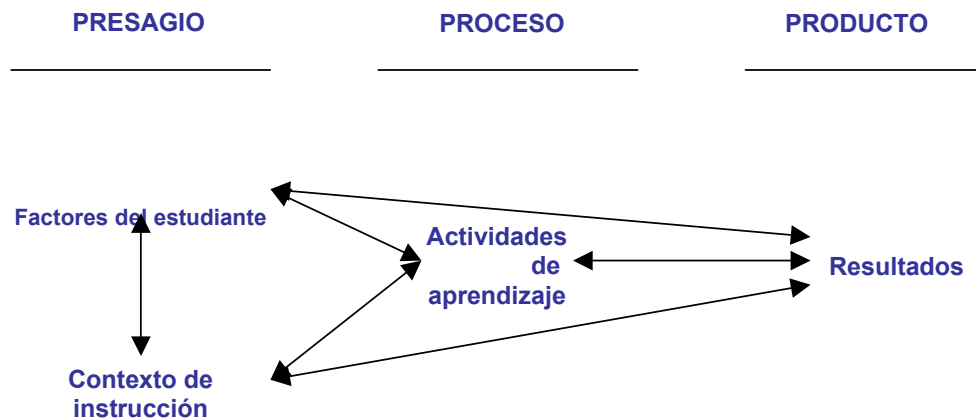 PRESAGIO
PROCESO
PRODUCTO
Factores del estudiante
Actividades
de
aprendizaje
Resultados
Contexto de
instrucción